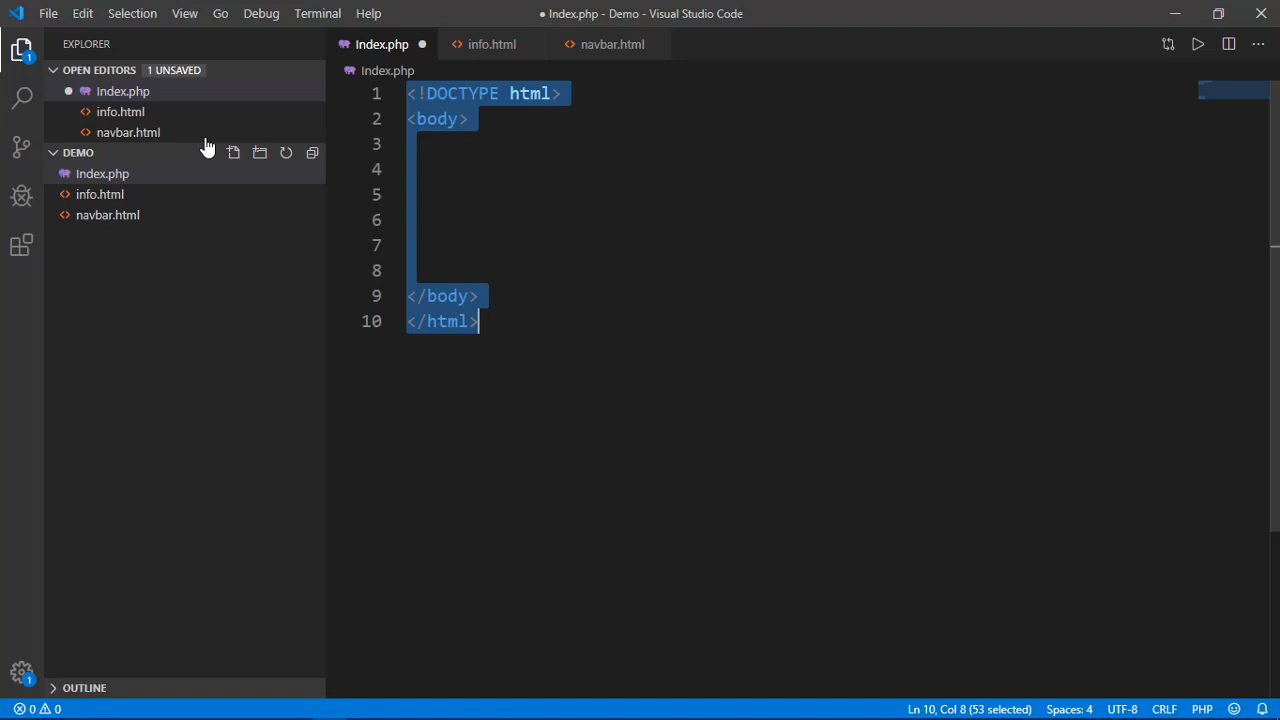 File Edit Selection View Go Debug Terminal Help
● Index.php - Demo - Visual Studio Code
EXPLORER
OPEN EDITORS 1 UNSAVED
Index.php
info.html
navbar.html
DEMO
Index.php
info.html
navbar.html
OUTLINE
Index.php info.html navbar.html
Index.php
1 <!DOCTYPE html>
2 <body>
3
4
5
6
7
8
9 </body>
10 </html>
1
1
0 0
Ln 10, Col 8 (53 selected) Spaces: 4 UTF-8 CRLF PHP